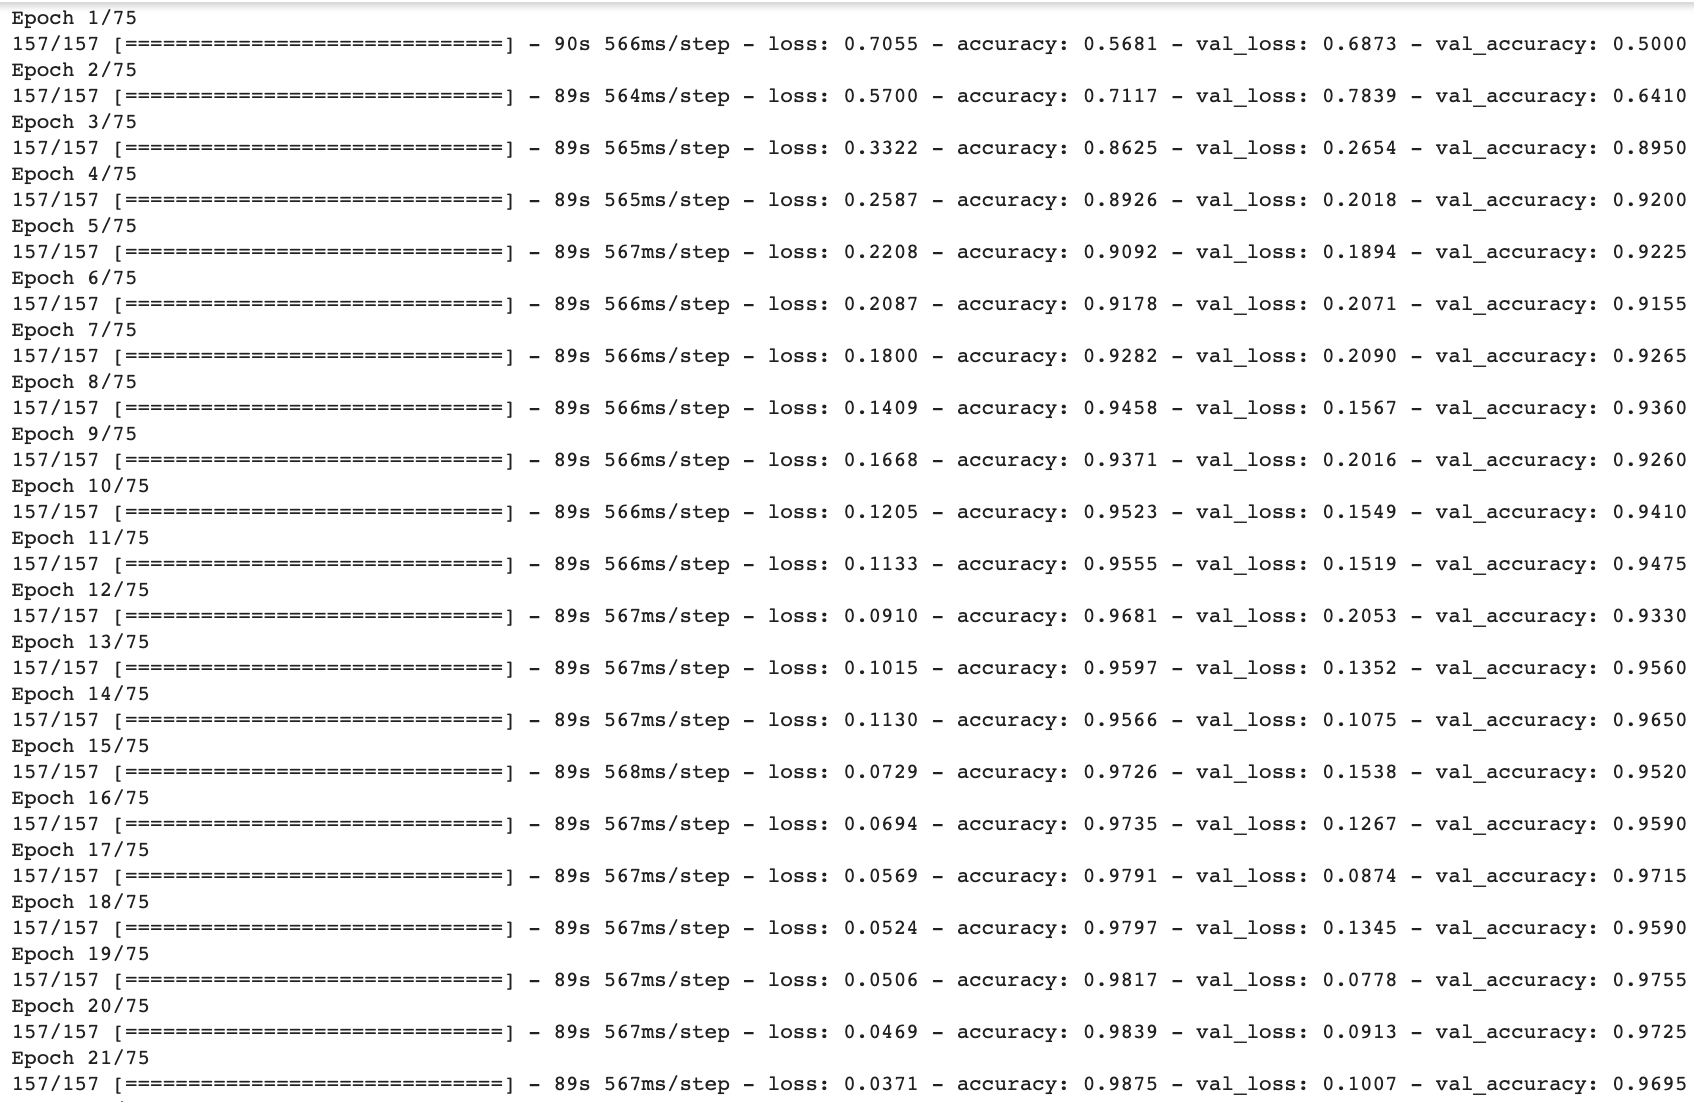 Epoch 1/75
157/157 [==============================] - 90s 566ms/step - loss: 0.7055 - accuracy: 0.5681 - val_loss: 0.6873 - val_accuracy: 0.5000
Epoch 2/75
157/157 [==============================] - 89s 564ms/step - loss: 0.5700 - accuracy: 0.7117 - val_loss: 0.7839 - val_accuracy: 0.6410
Epoch 3/75
157/157 [==============================] - 89s 565ms/step - loss: 0.3322 - accuracy: 0.8625 - val_loss: 0.2654 - val_accuracy: 0.8950
Epoch 4/75
157/157 [==============================] - 89s 565ms/step - loss: 0.2587 - accuracy: 0.8926 - val_loss: 0.2018 - val_accuracy: 0.9200
Epoch 5/75
157/157 [==============================] - 89s 567ms/step - loss: 0.2208 - accuracy: 0.9092 - val_loss: 0.1894 - val_accuracy: 0.9225
Epoch 6/75
157/157 [==============================] - 89s 566ms/step - loss: 0.2087 - accuracy: 0.9178 - val_loss: 0.2071 - val_accuracy: 0.9155
Epoch 7/75
157/157 [==============================] - 89s 566ms/step - loss: 0.1800 - accuracy: 0.9282 - val_loss: 0.2090 - val_accuracy: 0.9265
Epoch 8/75
157/157 [==============================] - 89s 566ms/step - loss: 0.1409 - accuracy: 0.9458 - val_loss: 0.1567 - val_accuracy: 0.9360
Epoch 9/75
157/157 [==============================] - 89s 566ms/step - loss: 0.1668 - accuracy: 0.9371 - val_loss: 0.2016 - val_accuracy: 0.9260
Epoch 10/75
157/157 [==============================] - 89s 566ms/step - loss: 0.1205 - accuracy: 0.9523 - val_loss: 0.1549 - val_accuracy: 0.9410
Epoch 11/75
157/157 [==============================] - 89s 566ms/step - loss: 0.1133 - accuracy: 0.9555 - val_loss: 0.1519 - val_accuracy: 0.9475
Epoch 12/75
157/157 [==============================] - 89s 567ms/step - loss: 0.0910 - accuracy: 0.9681 - val_loss: 0.2053 - val_accuracy: 0.9330
Epoch 13/75
157/157 [==============================] - 89s 567ms/step - loss: 0.1015 - accuracy: 0.9597 - val_loss: 0.1352 - val_accuracy: 0.9560
Epoch 14/75
157/157 [==============================] - 89s 567ms/step - loss: 0.1130 - accuracy: 0.9566 - val_loss: 0.1075 - val_accuracy: 0.9650
Epoch 15/75
157/157 [==============================] - 89s 568ms/step - loss: 0.0729 - accuracy: 0.9726 - val_loss: 0.1538 - val_accuracy: 0.9520
Epoch 16/75
157/157 [==============================] - 89s 567ms/step - loss: 0.0694 - accuracy: 0.9735 - val_loss: 0.1267 - val_accuracy: 0.9590
Epoch 17/75
157/157 [==============================] - 89s 567ms/step - loss: 0.0569 - accuracy: 0.9791 - val_loss: 0.0874 - val_accuracy: 0.9715
Epoch 18/75
157/157 [==============================] - 89s 567ms/step - loss: 0.0524 - accuracy: 0.9797 - val_loss: 0.1345 - val_accuracy: 0.9590
Epoch 19/75
157/157 [==============================] - 89s 567ms/step - loss: 0.0506 - accuracy: 0.9817 - val_loss: 0.0778 - val_accuracy: 0.9755
Epoch 20/75
157/157 [==============================] - 89s 567ms/step - loss: 0.0469 - accuracy: 0.9839 - val_loss: 0.0913 - val_accuracy: 0.9725
Epoch 21/75
157/157 [==============================] - 89s 567ms/step - loss: 0.0371 - accuracy: 0.9875 - val_loss: 0.1007 - val_accuracy: 0.9695